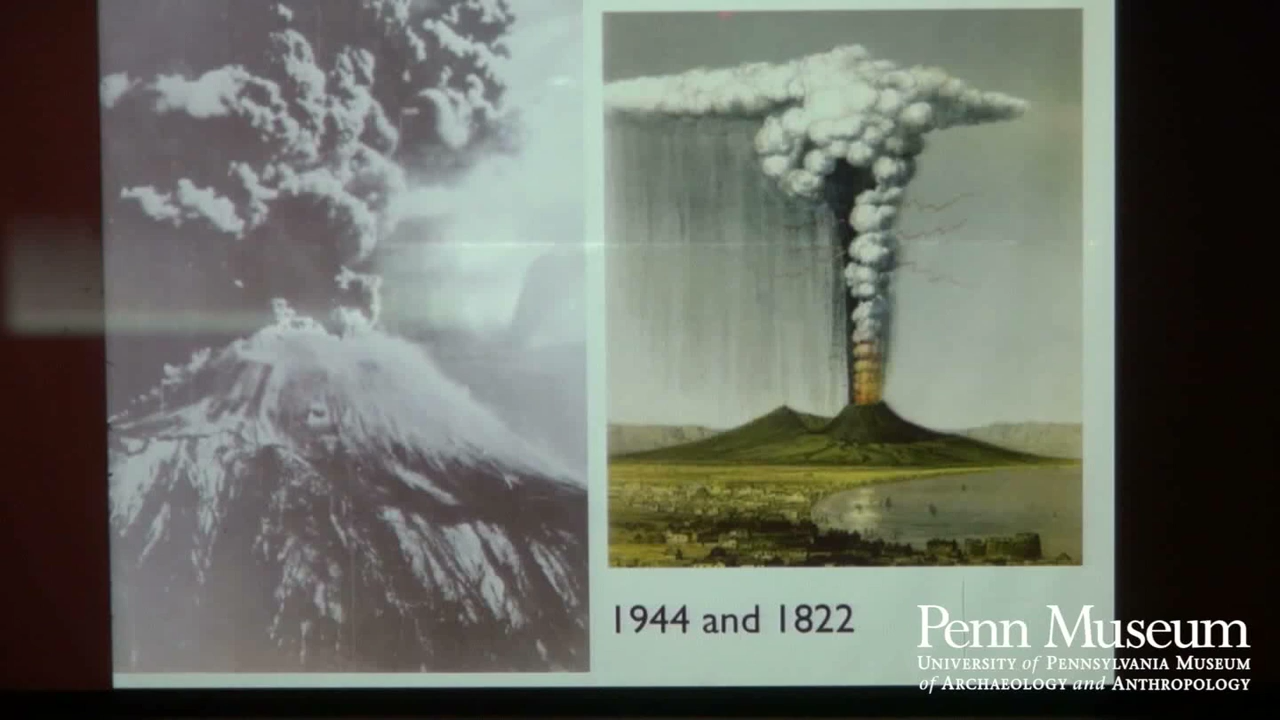 1944 and 1822
Penn Museum
University of Pennsylvania Museum
of Archaeology and Anthropology